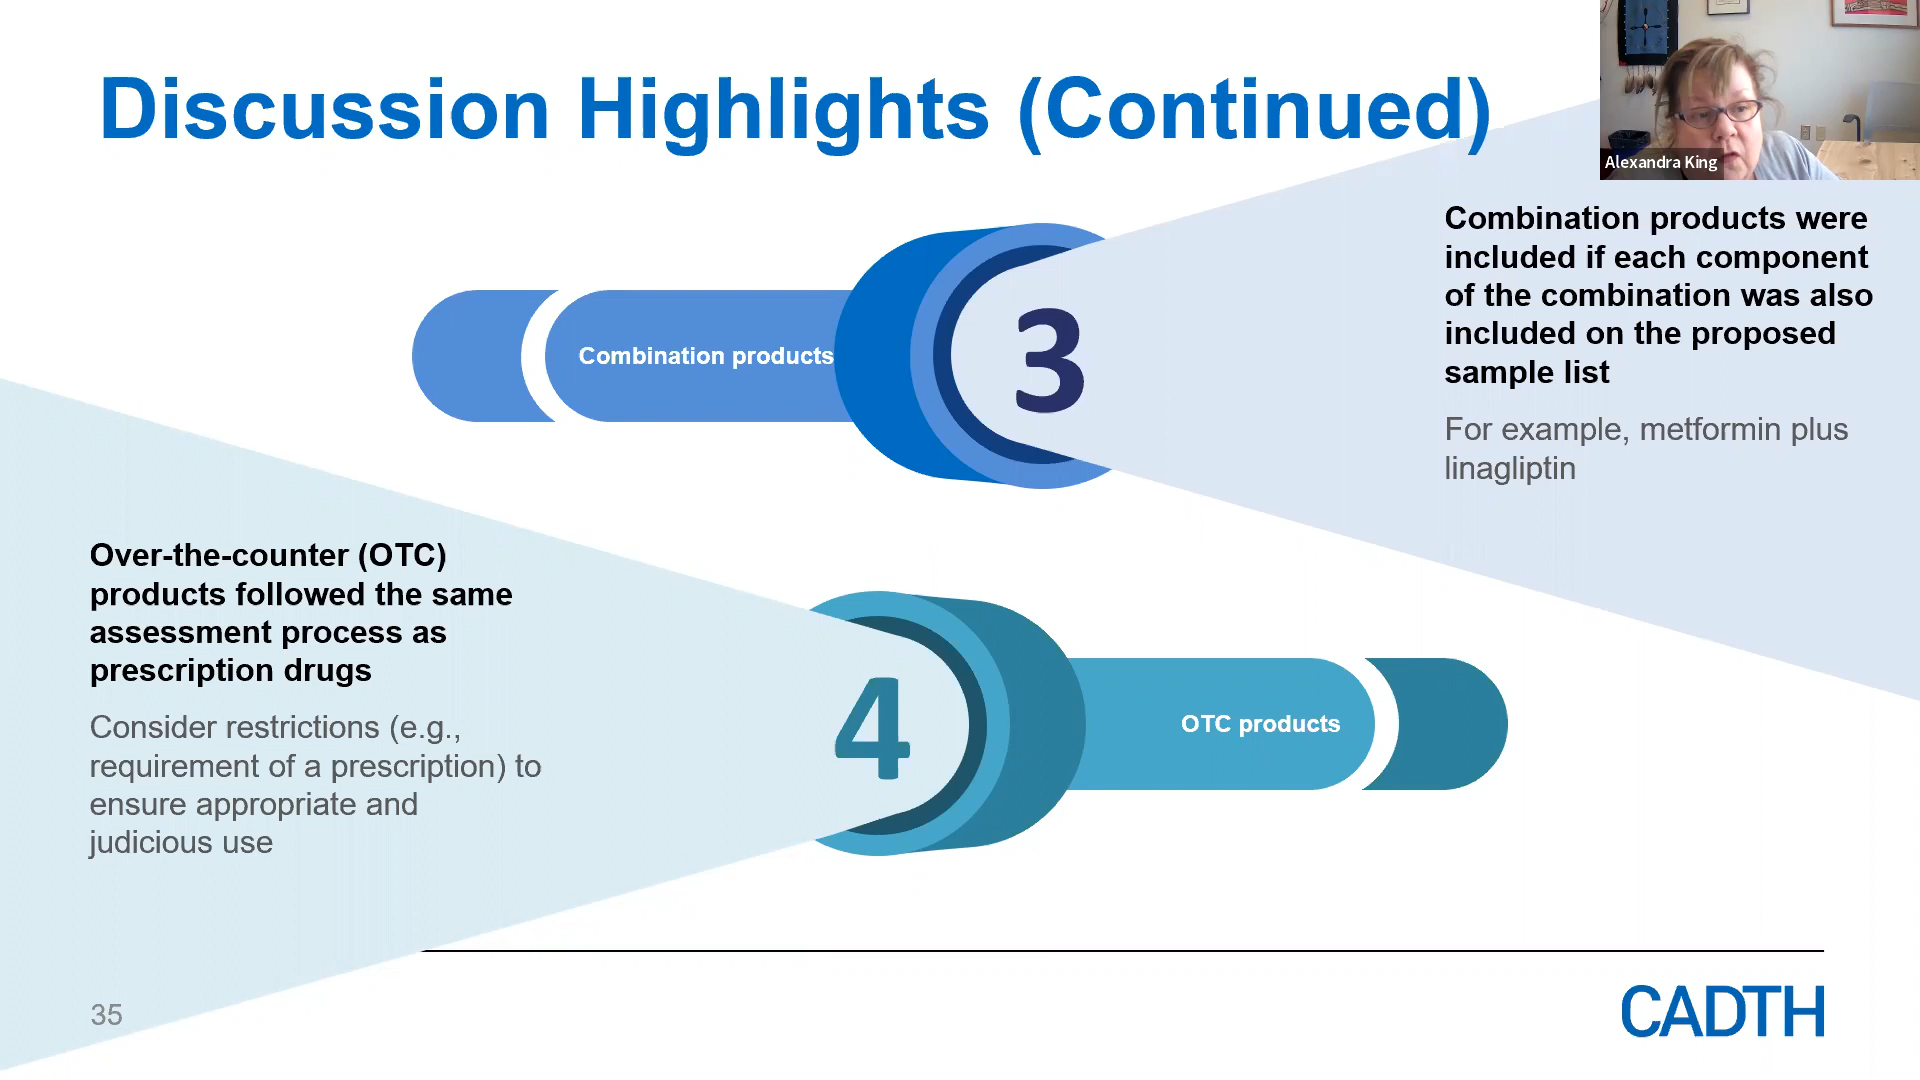 Discussion Highlights (Continued)
Alexandra King
Combination products were
included if each component
of the combination was also
included on the proposed
sample list
For example, metformin plus
linagliptin
Combination products
3
Over-the-counter (OTC)
products followed the same
assessment process as
prescription drugs
Consider restrictions (e.g.,
requirement of a prescription) to
ensure appropriate and
judicious use
4
OTC products
35
CADTH